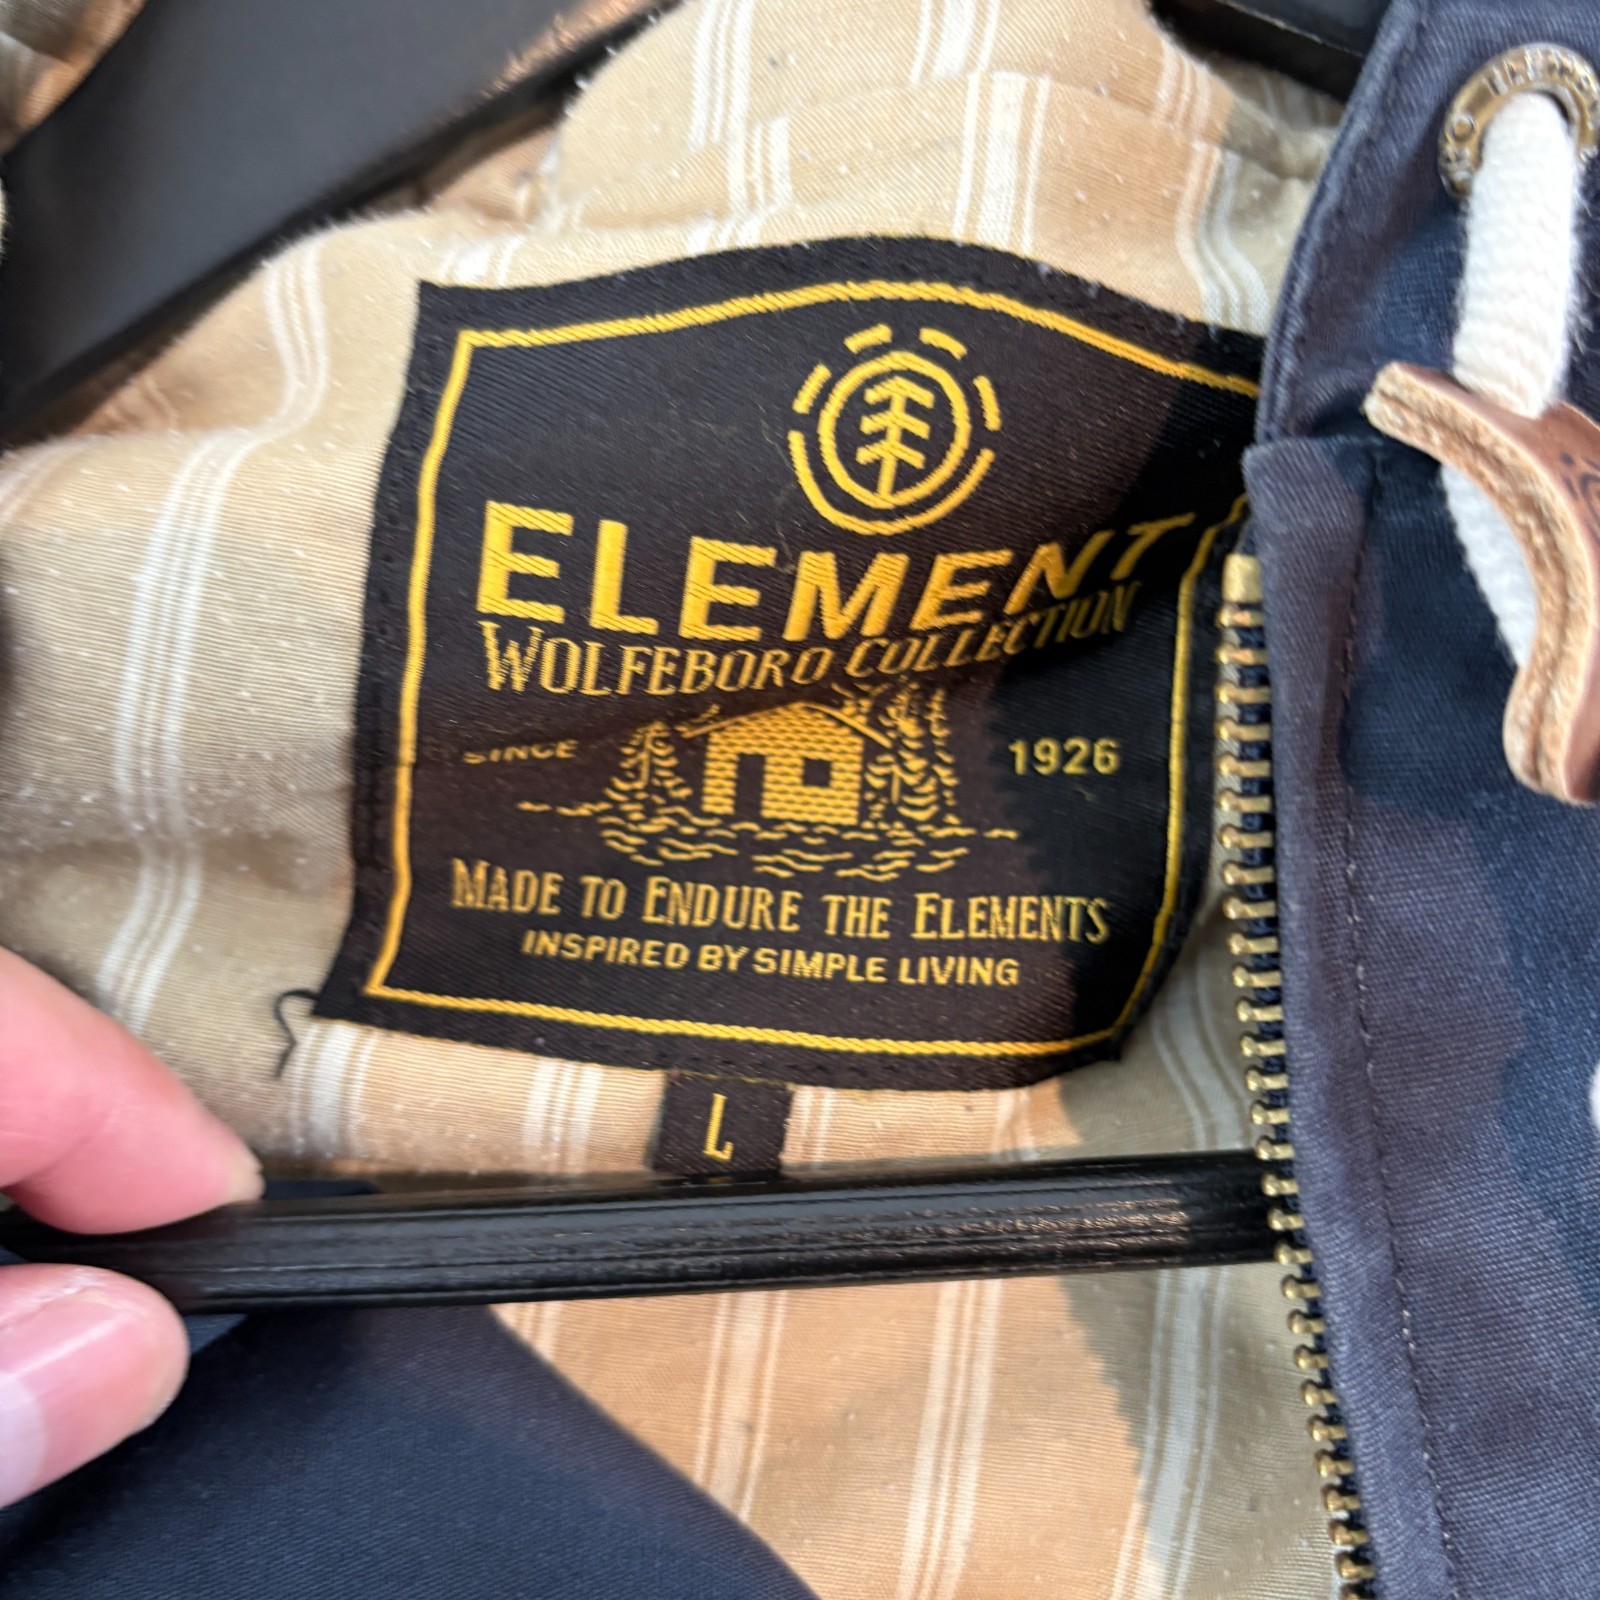 ELEMENT
WOLFEBORO COLLECTION
SINCE 1926
MADE TO ENDURE THE ELEMENTS
INSPIRED BY SIMPLE LIVING
L